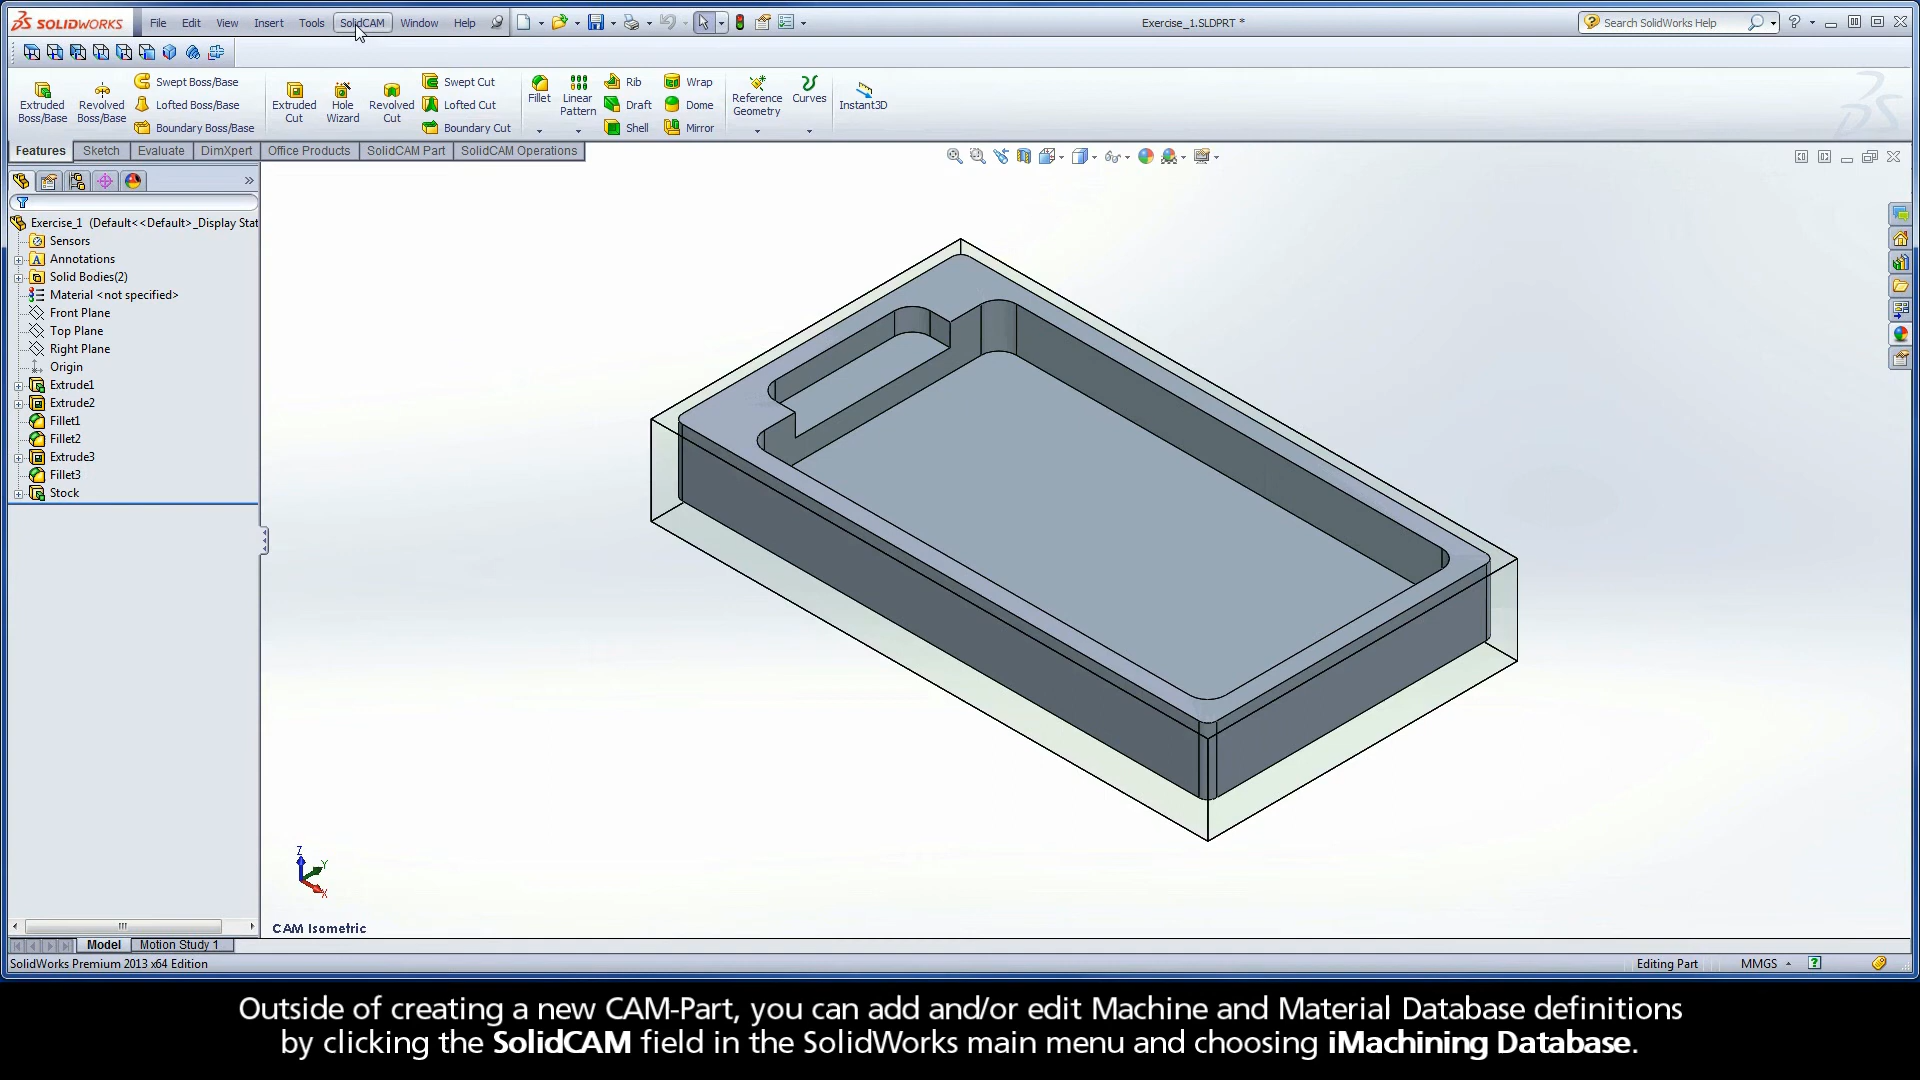 SOLIDWORKS File Edit View Insert Tools SolidCAM Window Help Exercise_1.SLDPRT * Search SolidWorks Help
Extruded Boss/Base
Revolved Boss/Base
Swept Boss/Base
Lofted Boss/Base
Boundary Boss/Base
Extruded Cut
Hole Wizard
Revolved Cut
Swept Cut
Lofted Cut
Boundary Cut
Fillet
Linear Pattern
Rib
Draft
Shell
Wrap
Dome
Mirror
Reference Geometry
Curves
Instant3D
Features Sketch Evaluate DimXpert Office Products SolidCAM Part SolidCAM Operations
Exercise_1 (Default<<Default>_Display Stat
Sensors
Annotations
Solid Bodies(2)
Material <not specified>
Front Plane
Top Plane
Right Plane
Origin
Extrude1
Extrude2
Fillet1
Fillet2
Extrude3
Fillet3
Stock
Z
Y
X
CAM Isometric
Model Motion Study 1
SolidWorks Premium 2013 x64 Edition Editing Part MMGS
Outside of creating a new CAM-Part, you can add and/or edit Machine and Material Database definitions
by clicking the SolidCAM field in the SolidWorks main menu and choosing iMachining Database.